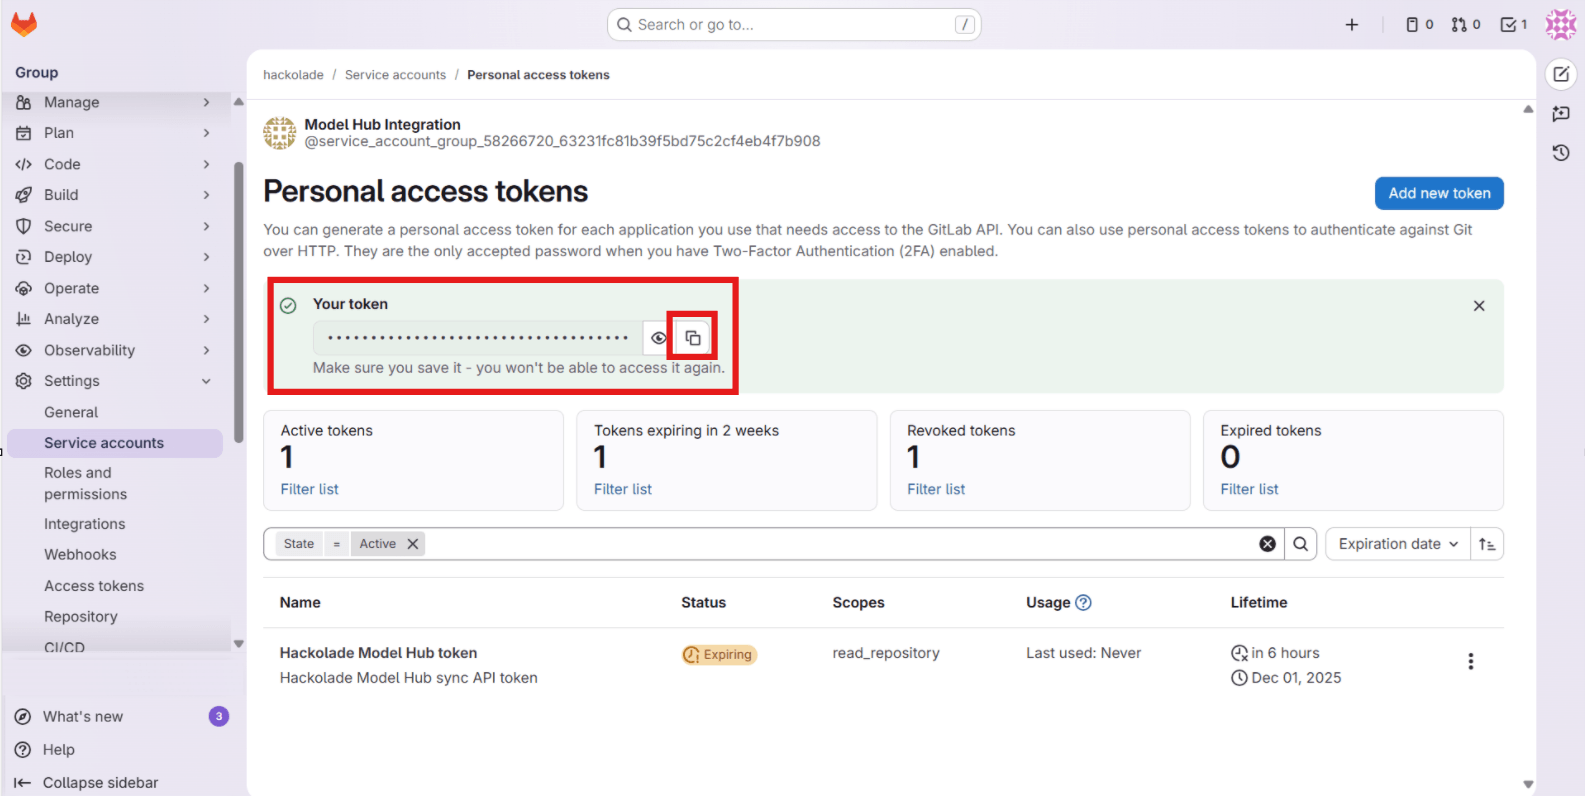 Search or go to...
/
0
0
1
Group
Manage
Plan
Code
Build
Secure
Deploy
Operate
Analyze
Observability
Settings
General
Service accounts
Roles and
permissions
Integrations
Webhooks
Access tokens
Repository
CI/CD
What's new
3
Help
Collapse sidebar
hackolade / Service accounts / Personal access tokens
Model Hub Integration
@service_account_group_58266720_63231fc81b39f5bd75c2cf4eb4f7b908
Personal access tokens
Add new token
You can generate a personal access token for each application you use that needs access to the GitLab API. You can also use personal access tokens to authenticate against Git
over HTTP. They are the only accepted password when you have Two-Factor Authentication (2FA) enabled.
Your token
Make sure you save it - you won't be able to access it again.
Active tokens
1
Filter list
Tokens expiring in 2 weeks
1
Filter list
Revoked tokens
1
Filter list
Expired tokens
0
Filter list
State = Active
Expiration date
Name Status Scopes Usage Lifetime
Hackolade Model Hub token Expiring read_repository Last used: Never in 6 hours
Hackolade Model Hub sync API token Dec 01, 2025